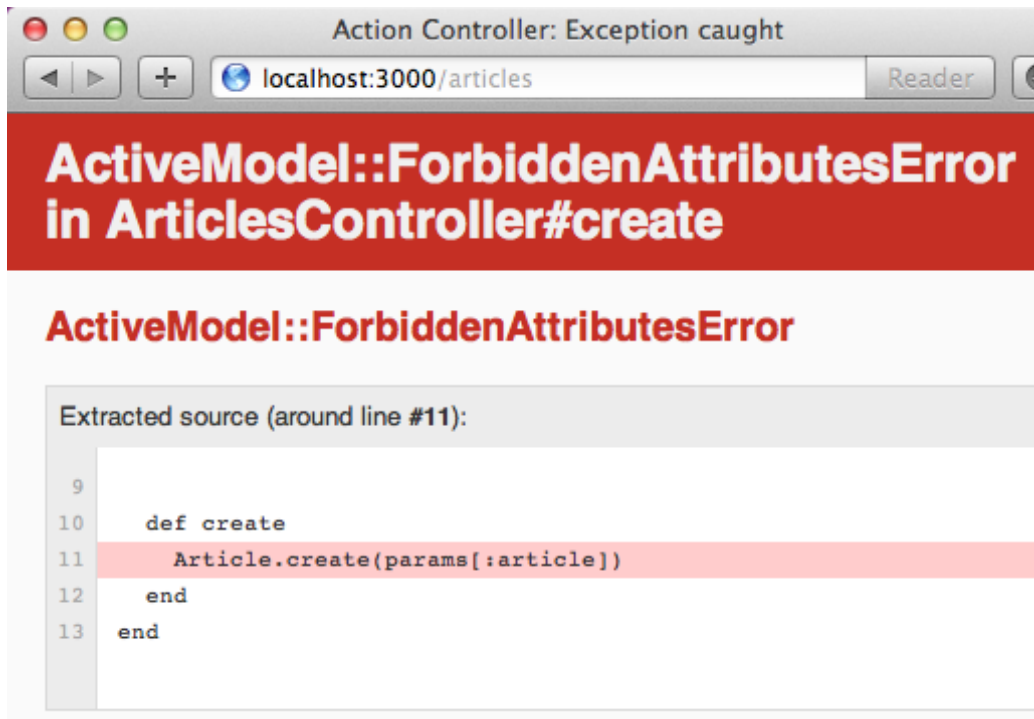 Action Controller: Exception caught
+ localhost:3000/articles Reader
ActiveModel::ForbiddenAttributesError
in ArticlesController#create
ActiveModel::ForbiddenAttributesError
Extracted source (around line #11):
9
10 def create
11 Article.create(params[:article])
12 end
13 end